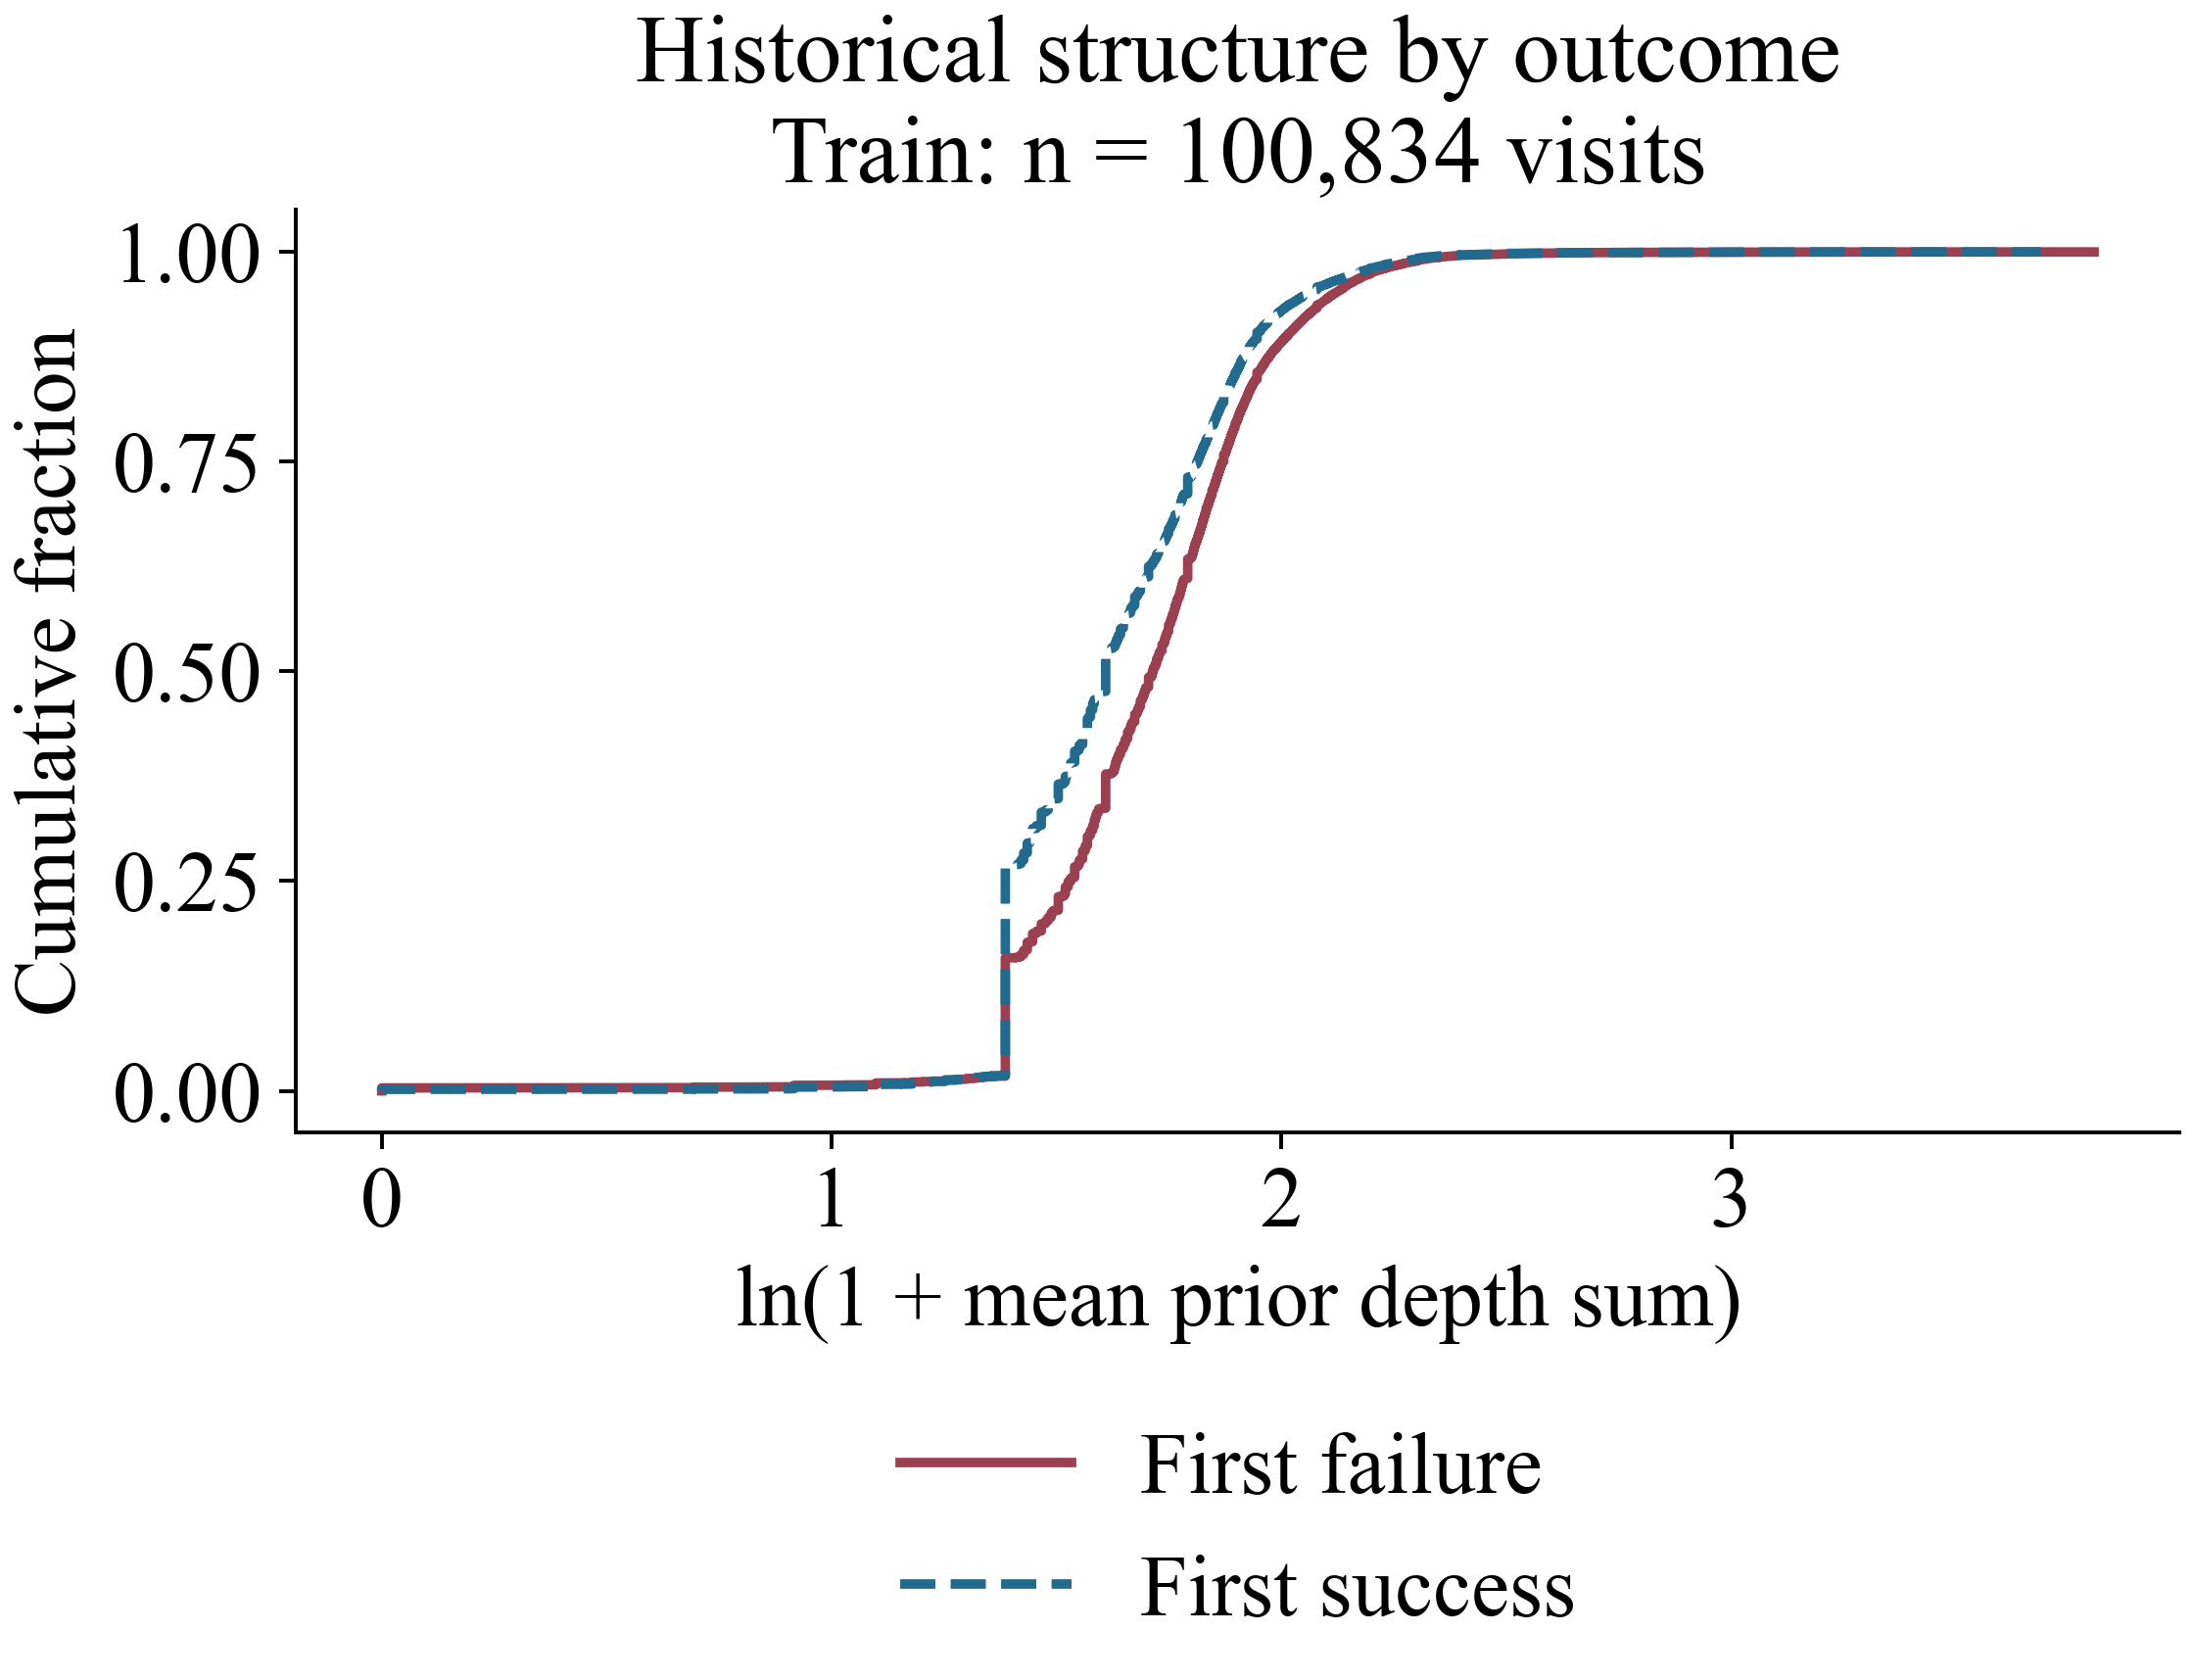 Historical structure by outcome
Train: n = 100,834 visits
Cumulative fraction
1.00
0.75
0.50
0.25
0.00
0 1 2 3
ln(1 + mean prior depth sum)
First failure
First success